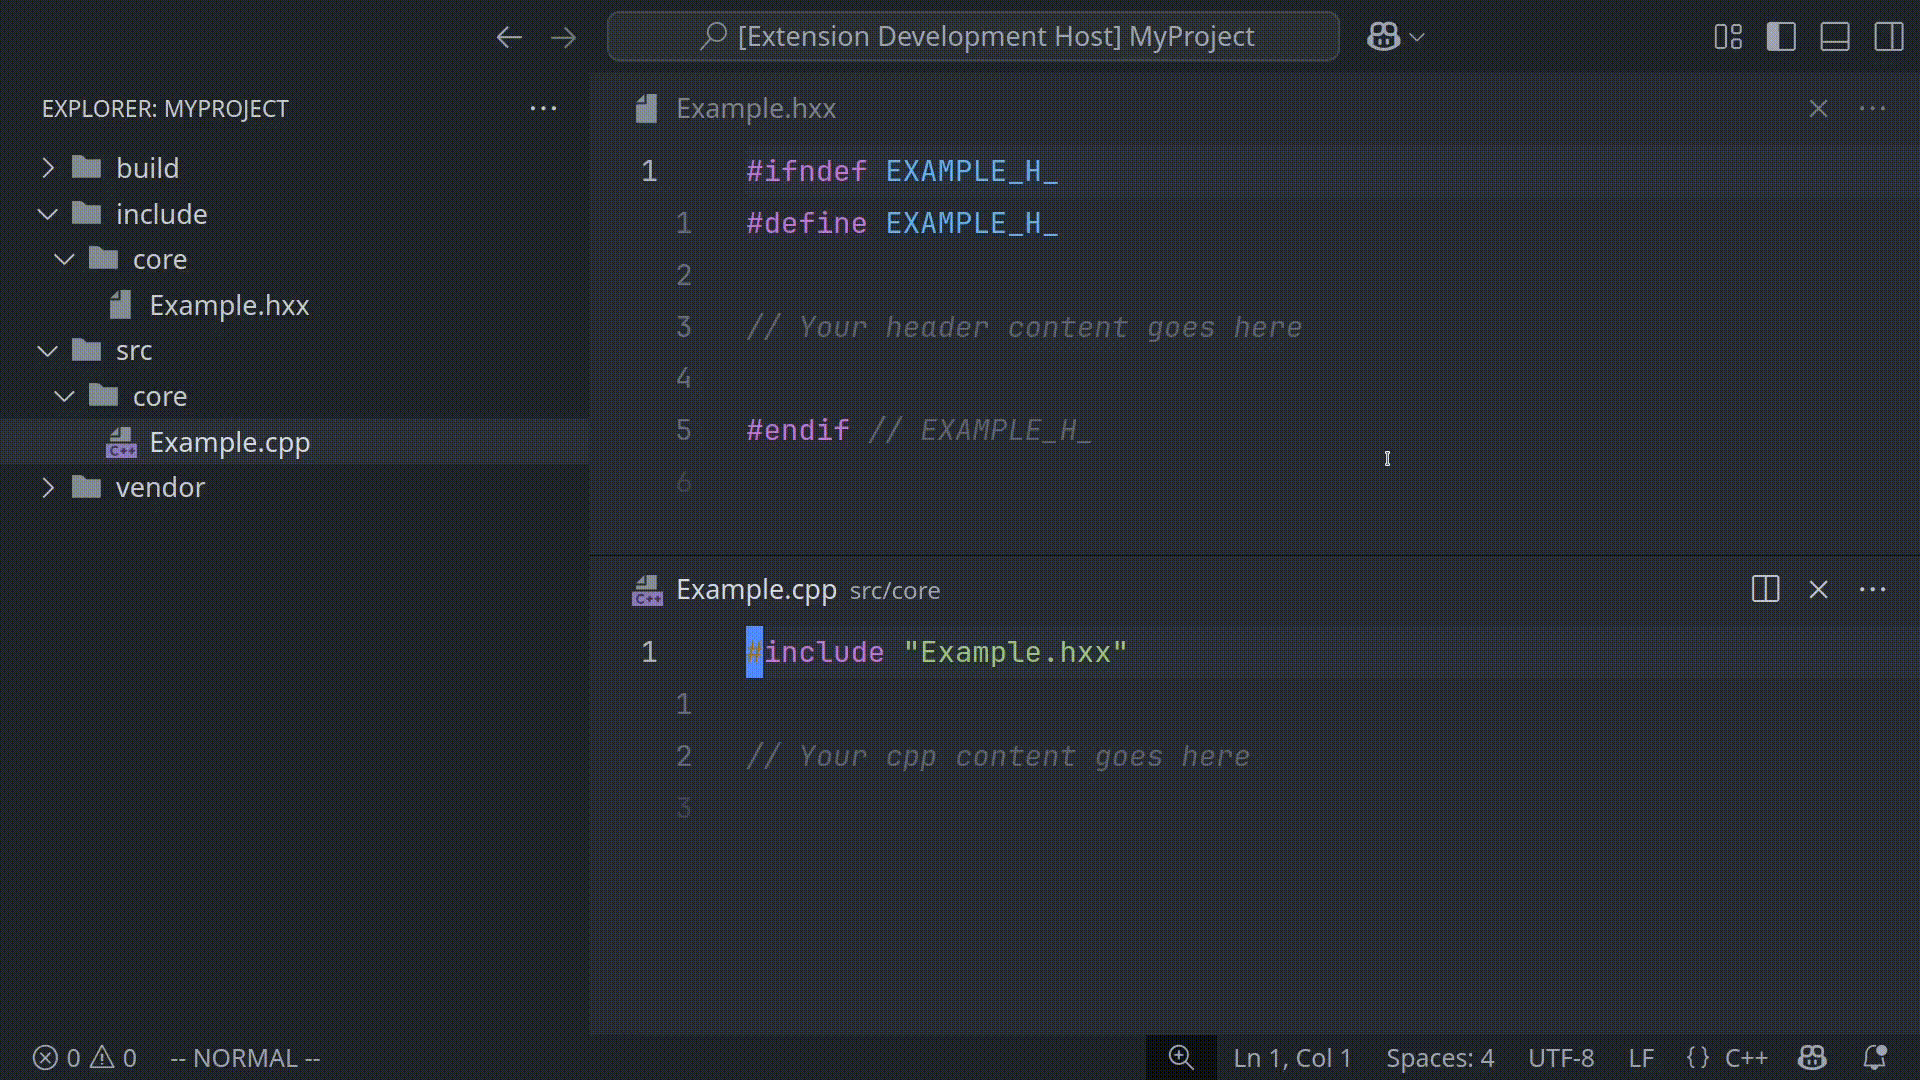 [Extension Development Host] MyProject
EXPLORER: MYPROJECT
build
include
core
Example.hxx
src
core
C++ Example.cpp
vendor
Example.hxx
1 #ifndef EXAMPLE_H_
1 #define EXAMPLE_H_
2
3 // Your header content goes here
4
5 #endif // EXAMPLE_H_
6
C++ Example.cpp src/core
1 #include "Example.hxx"
1
2 // Your cpp content goes here
3
0 0 -- NORMAL -- Ln 1, Col 1 Spaces: 4 UTF-8 LF {} C++